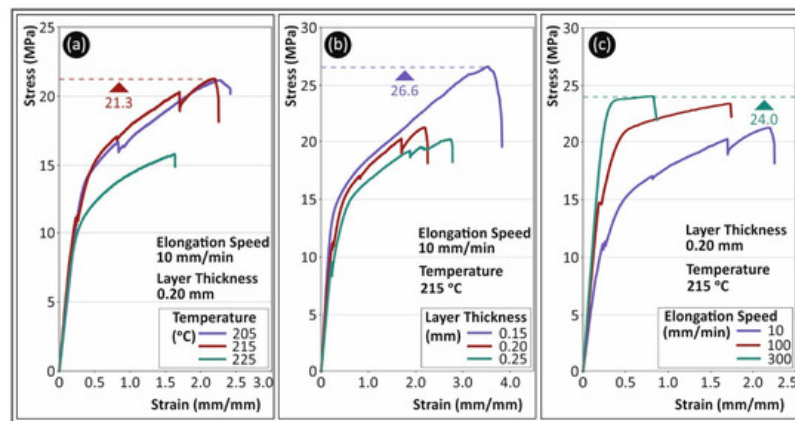 (a)
Stress (MPa)
25
20
15
10
5
0
21.3
Elongation Speed
10 mm/min
Layer Thickness
0.20 mm
Temperature
(°C)
205
215
225
0 0.5 1.0 1.5 2.0 2.5 3.0
Strain (mm/mm)
(b)
Stress (MPa)
30
25
20
15
10
5
0
26.6
Elongation Speed
10 mm/min
Temperature
215 °C
Layer Thickness
(mm)
0.15
0.20
0.25
0 1.0 2.0 3.0 4.0
Strain (mm/mm)
(c)
Stress (MPa)
30
25
20
15
10
5
0
24.0
Layer Thickness
0.20 mm
Temperature
215 °C
Elongation Speed
(mm/min)
10
100
300
0 0.5 1.0 1.5 2.0 2.5
Strain (mm/mm)